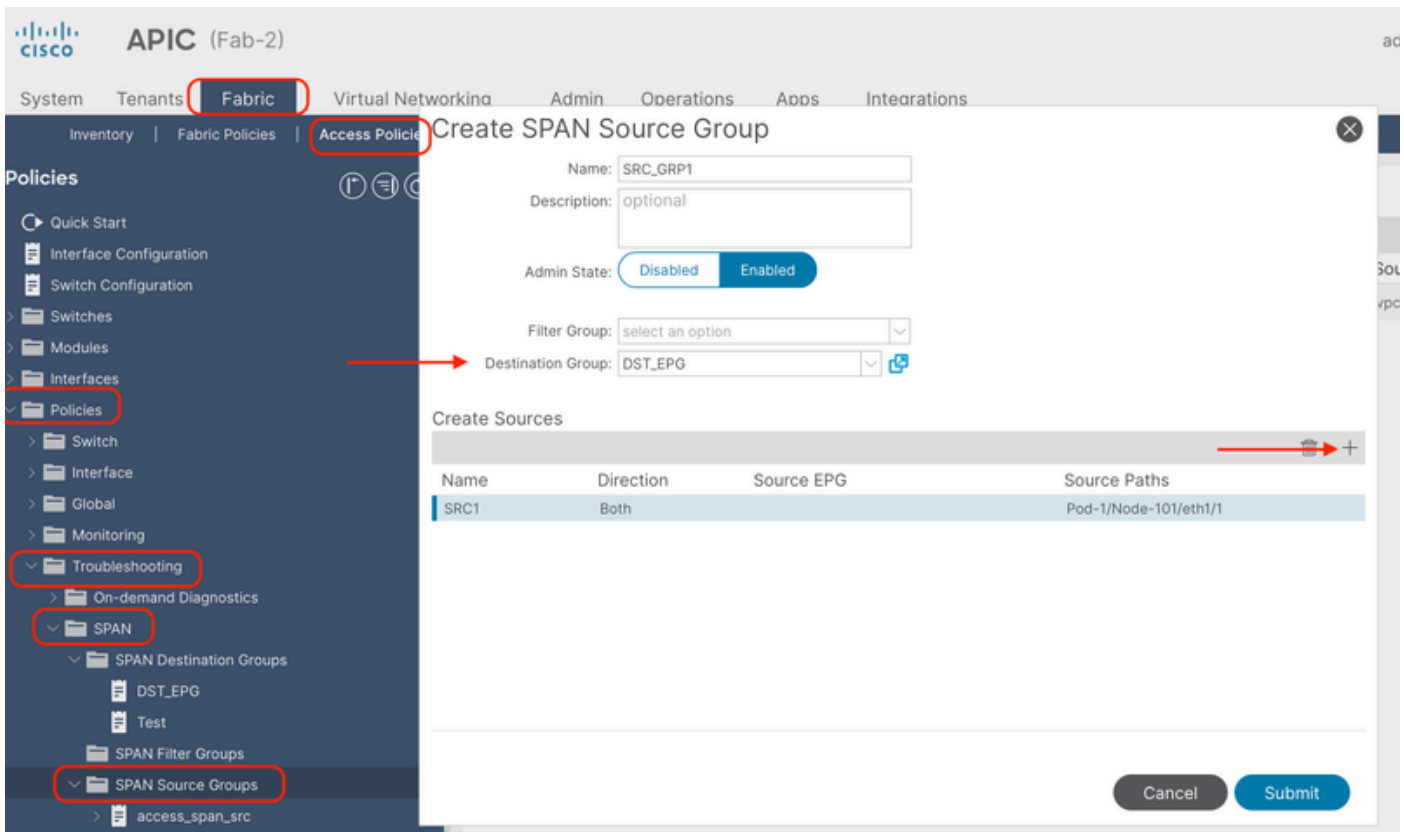 CISCO
APIC (Fab-2)
System Tenants Fabric Virtual Networking Admin Operations Apps Integrations
Inventory | Fabric Policies | Access Policie
Policies
Quick Start
Interface Configuration
Switch Configuration
Switches
Modules
Interfaces
Policies
Switch
Interface
Global
Monitoring
Troubleshooting
On-demand Diagnostics
SPAN
SPAN Destination Groups
DST_EPG
Test
SPAN Filter Groups
SPAN Source Groups
access_span_src
Create SPAN Source Group
Name: SRC_GRP1
Description: optional
Admin State: Disabled Enabled
Filter Group: select an option
Destination Group: DST_EPG
Create Sources
Name Direction Source EPG Source Paths
SRC1 Both Pod-1/Node-101/eth1/1
Cancel Submit